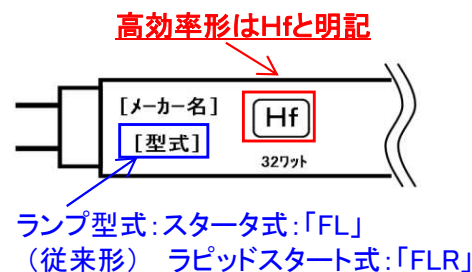 高効率形はHfと明記
[メーカー名]
Hf
[型式]
32ワット
ランプ型式:スタータ式:「FL」
(従来形) ラピッドスタート式:「FLR」